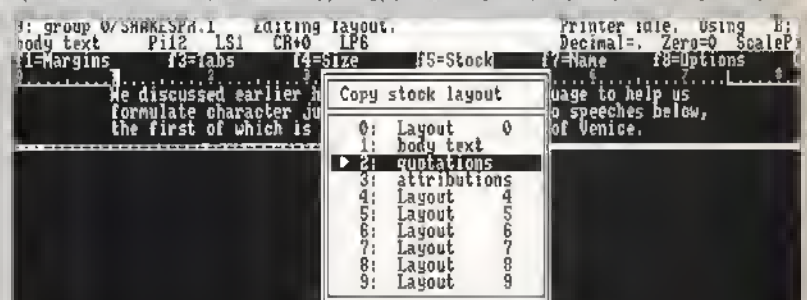 group 0/SHAKESPR.1 Editing layout. Printer idle. Using B:
body text Pi12 LS1 CR+0 LP6 Decimal=. Zero=0 ScaleP
f1=Margins f3=Tabs f4=Size f5=Stock f7=Name f8=Options
We discussed earlier h Copy stock layout uage to help us
formulate character ju o speeches below,
the first of which is 0: Layout 0 of Venice.
1: body text
2: quotations
3: attributions
4: Layout 4
5: Layout 5
6: Layout 6
7: Layout 7
8: Layout 8
9: Layout 9